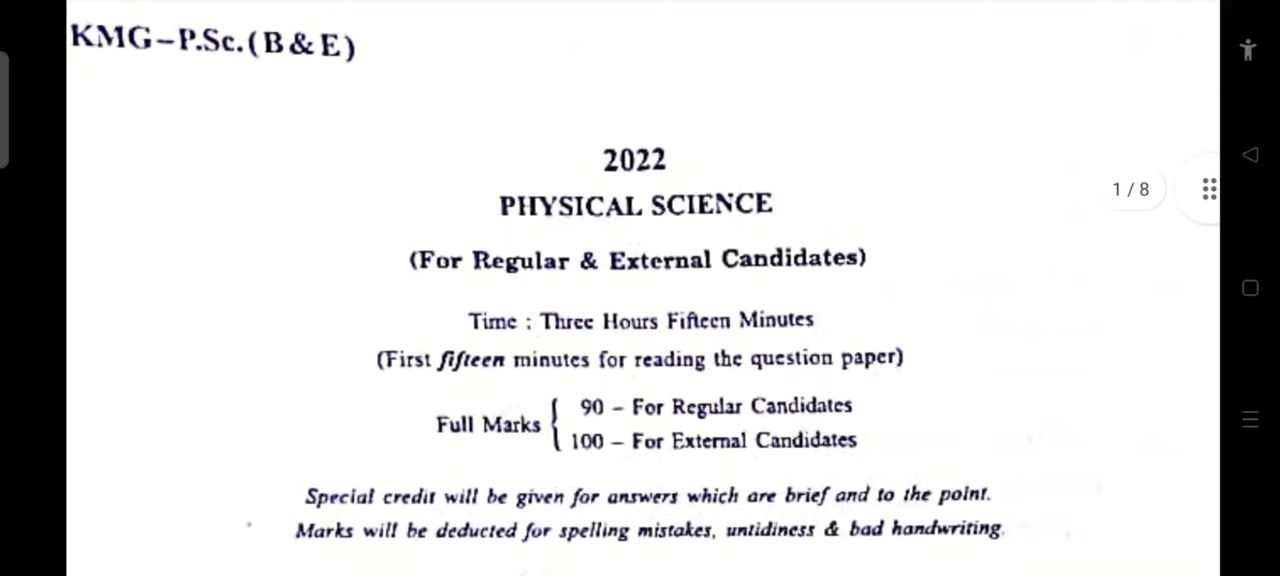 KMG–P.Sc.(B & E)
2022
PHYSICAL SCIENCE
1 / 8
(For Regular & External Candidates)
Time : Three Hours Fifteen Minutes
(First fifteen minutes for reading the question paper)
Full Marks { 90 – For Regular Candidates
100 – For External Candidates
Special credit will be given for answers which are brief and to the point.
Marks will be deducted for spelling mistakes, untidiness & bad handwriting.